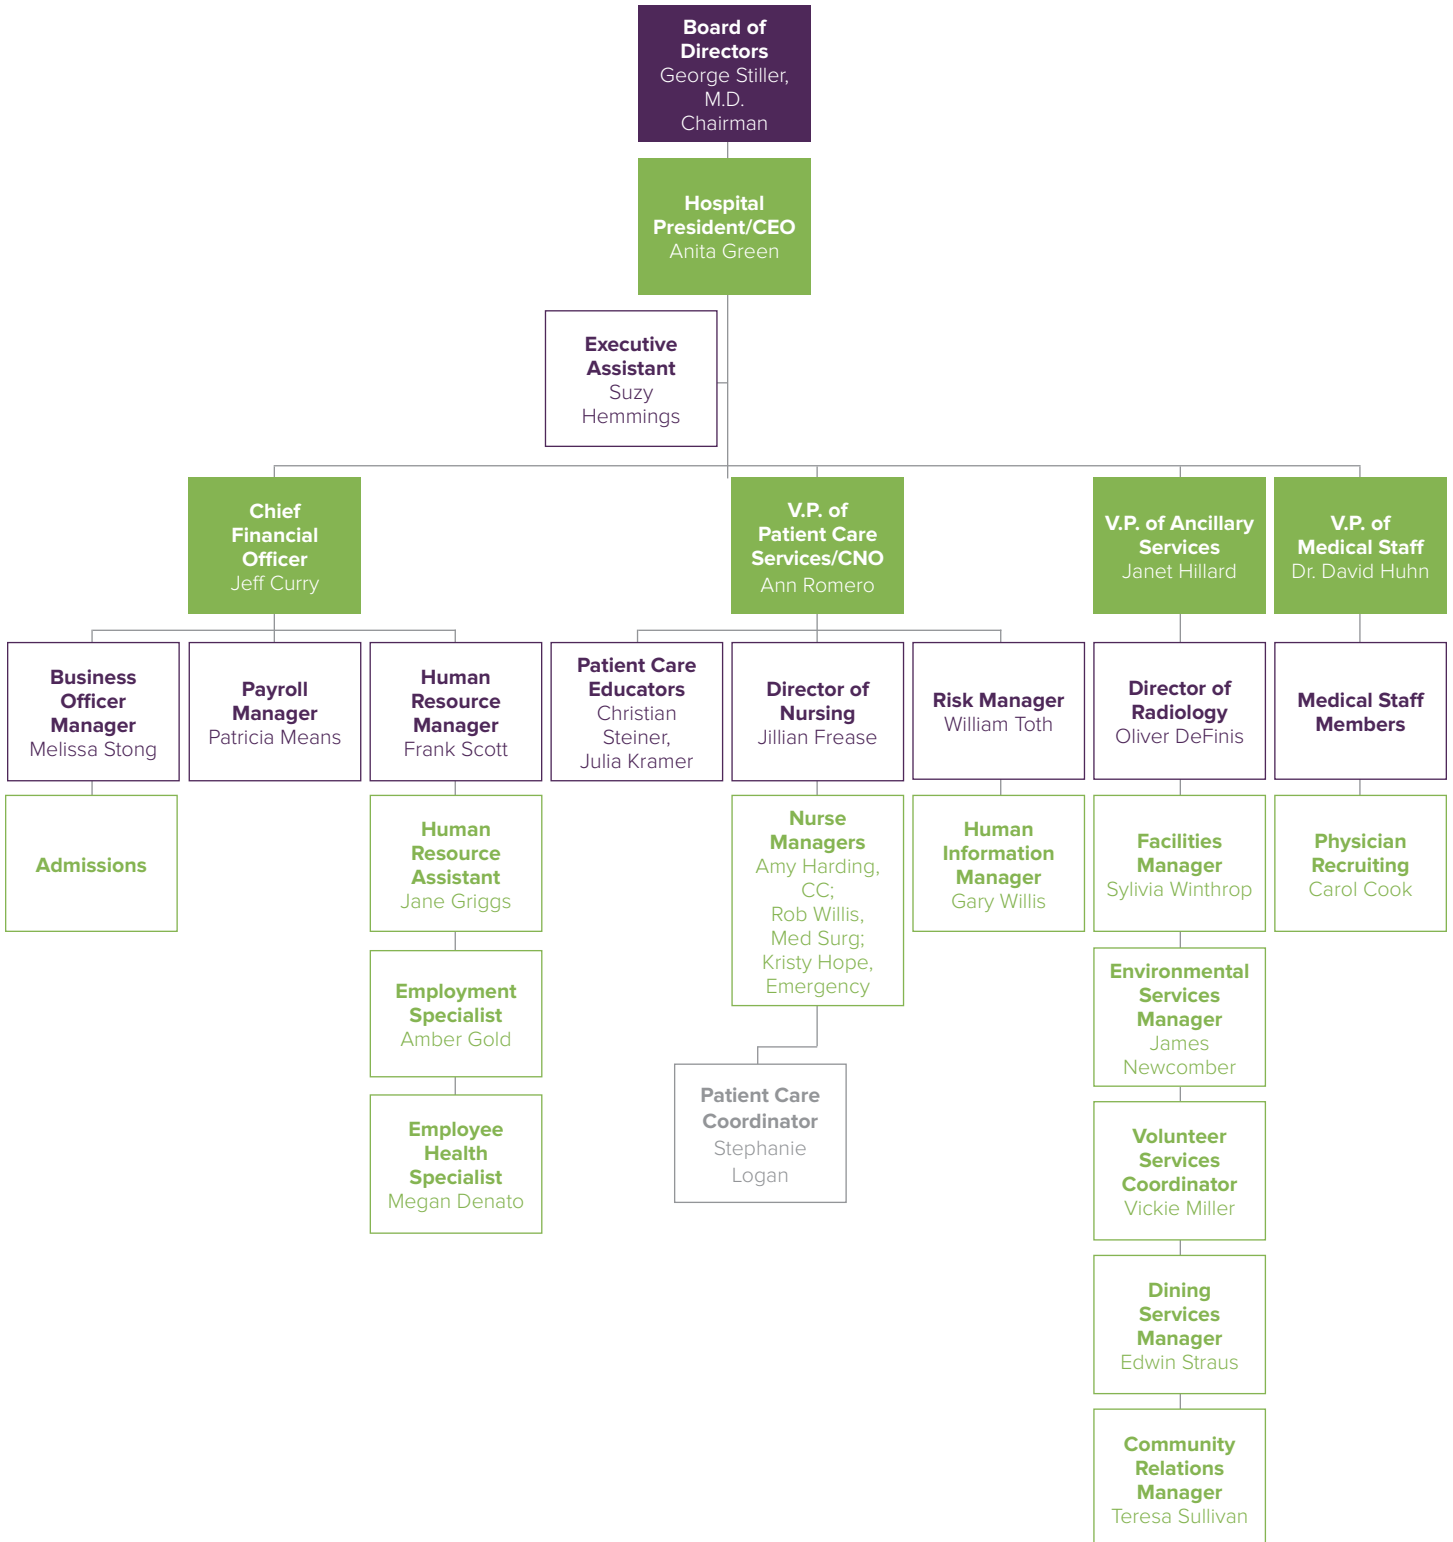 Board of
Directors
George Stiller,
M.D.
Chairman
Hospital
President/CEO
Anita Green
Executive
Assistant
Suzy
Hemmings
Chief
Financial
Officer
Jeff Curry
V.P. of
Patient Care
Services/CNO
Ann Romero
V.P. of Ancillary
Services
Janet Hillard
V.P. of
Medical Staff
Dr. David Huhn
Business
Officer
Manager
Melissa Stong
Payroll
Manager
Patricia Means
Human
Resource
Manager
Frank Scott
Patient Care
Educators
Christian
Steiner,
Julia Kramer
Director of
Nursing
Jillian Frease
Risk Manager
William Toth
Director of
Radiology
Oliver DeFinis
Medical Staff
Members
Admissions
Human
Resource
Assistant
Jane Griggs
Nurse
Managers
Amy Harding,
CC;
Rob Willis,
Med Surg;
Kristy Hope,
Emergency
Human
Information
Manager
Gary Willis
Facilities
Manager
Sylivia Winthrop
Physician
Recruiting
Carol Cook
Employment
Specialist
Amber Gold
Environmental
Services
Manager
James
Newcomber
Patient Care
Coordinator
Stephanie
Logan
Employee
Health
Specialist
Megan Denato
Volunteer
Services
Coordinator
Vickie Miller
Dining
Services
Manager
Edwin Straus
Community
Relations
Manager
Teresa Sullivan